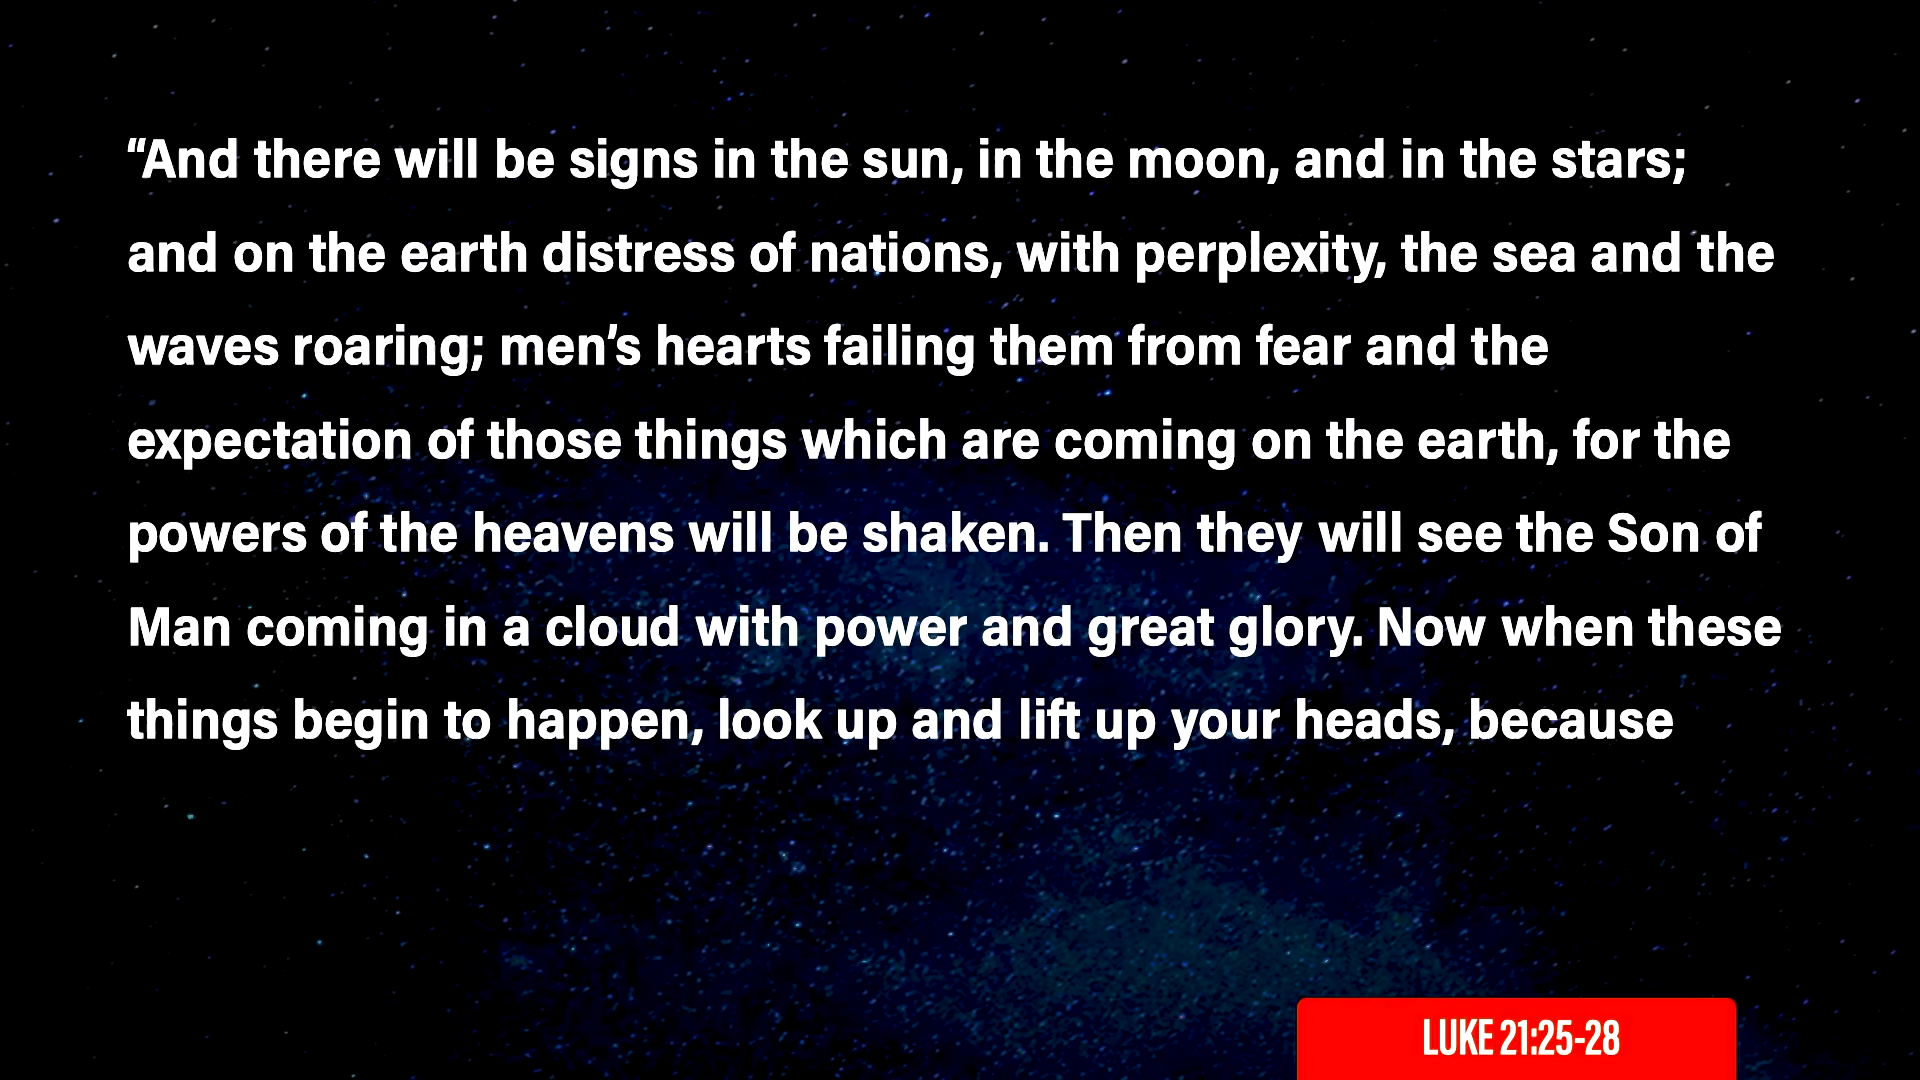 “And there will be signs in the sun, in the moon, and in the stars;
and on the earth distress of nations, with perplexity, the sea and the
waves roaring; men’s hearts failing them from fear and the
expectation of those things which are coming on the earth, for the
powers of the heavens will be shaken. Then they will see the Son of
Man coming in a cloud with power and great glory. Now when these
things begin to happen, look up and lift up your heads, because
LUKE 21:25-28